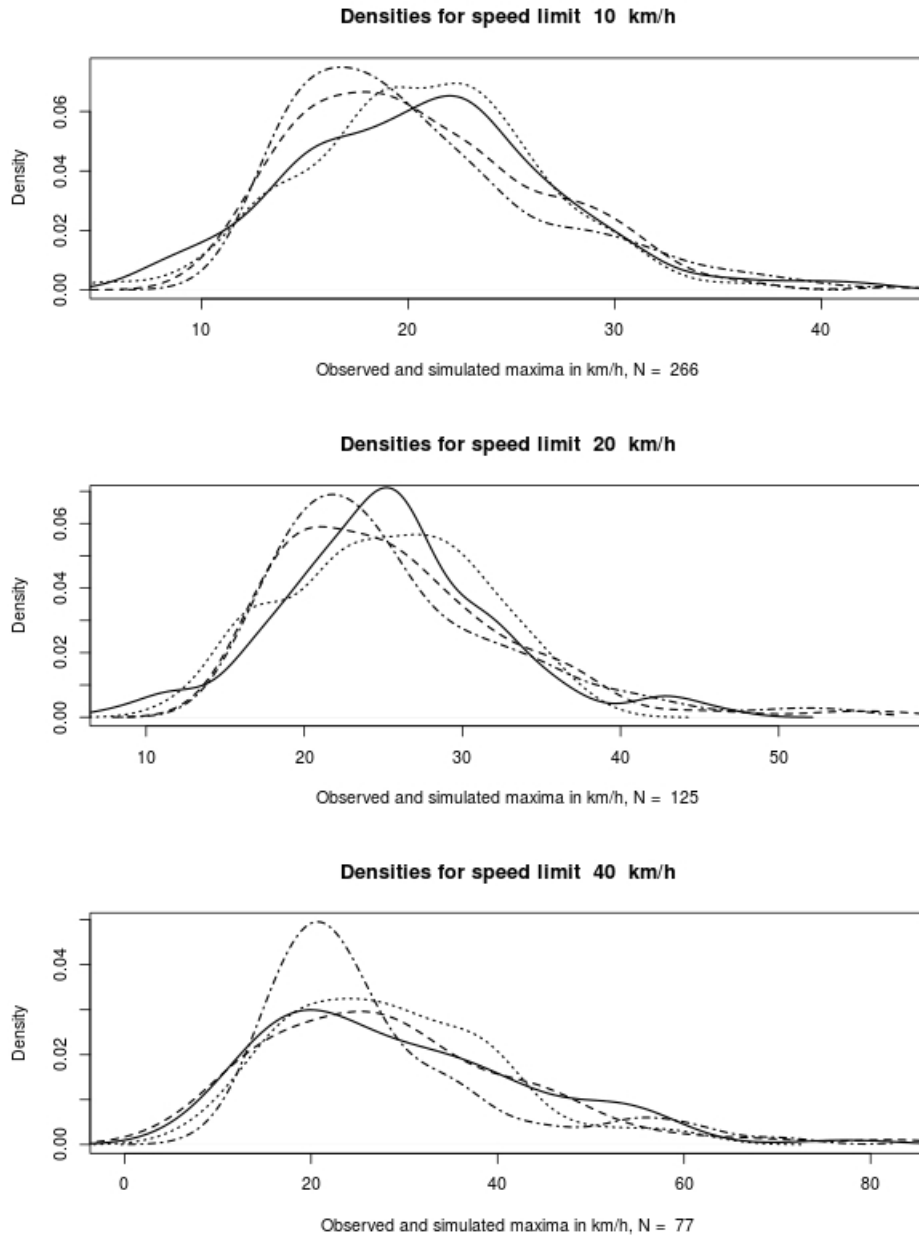 Densities for speed limit 10 km/h
Density
0.00 0.02 0.04 0.06
10 20 30 40
Observed and simulated maxima in km/h, N = 266
Densities for speed limit 20 km/h
Density
0.00 0.02 0.04 0.06
10 20 30 40 50
Observed and simulated maxima in km/h, N = 125
Densities for speed limit 40 km/h
Density
0.00 0.02 0.04
0 20 40 60 80
Observed and simulated maxima in km/h, N = 77